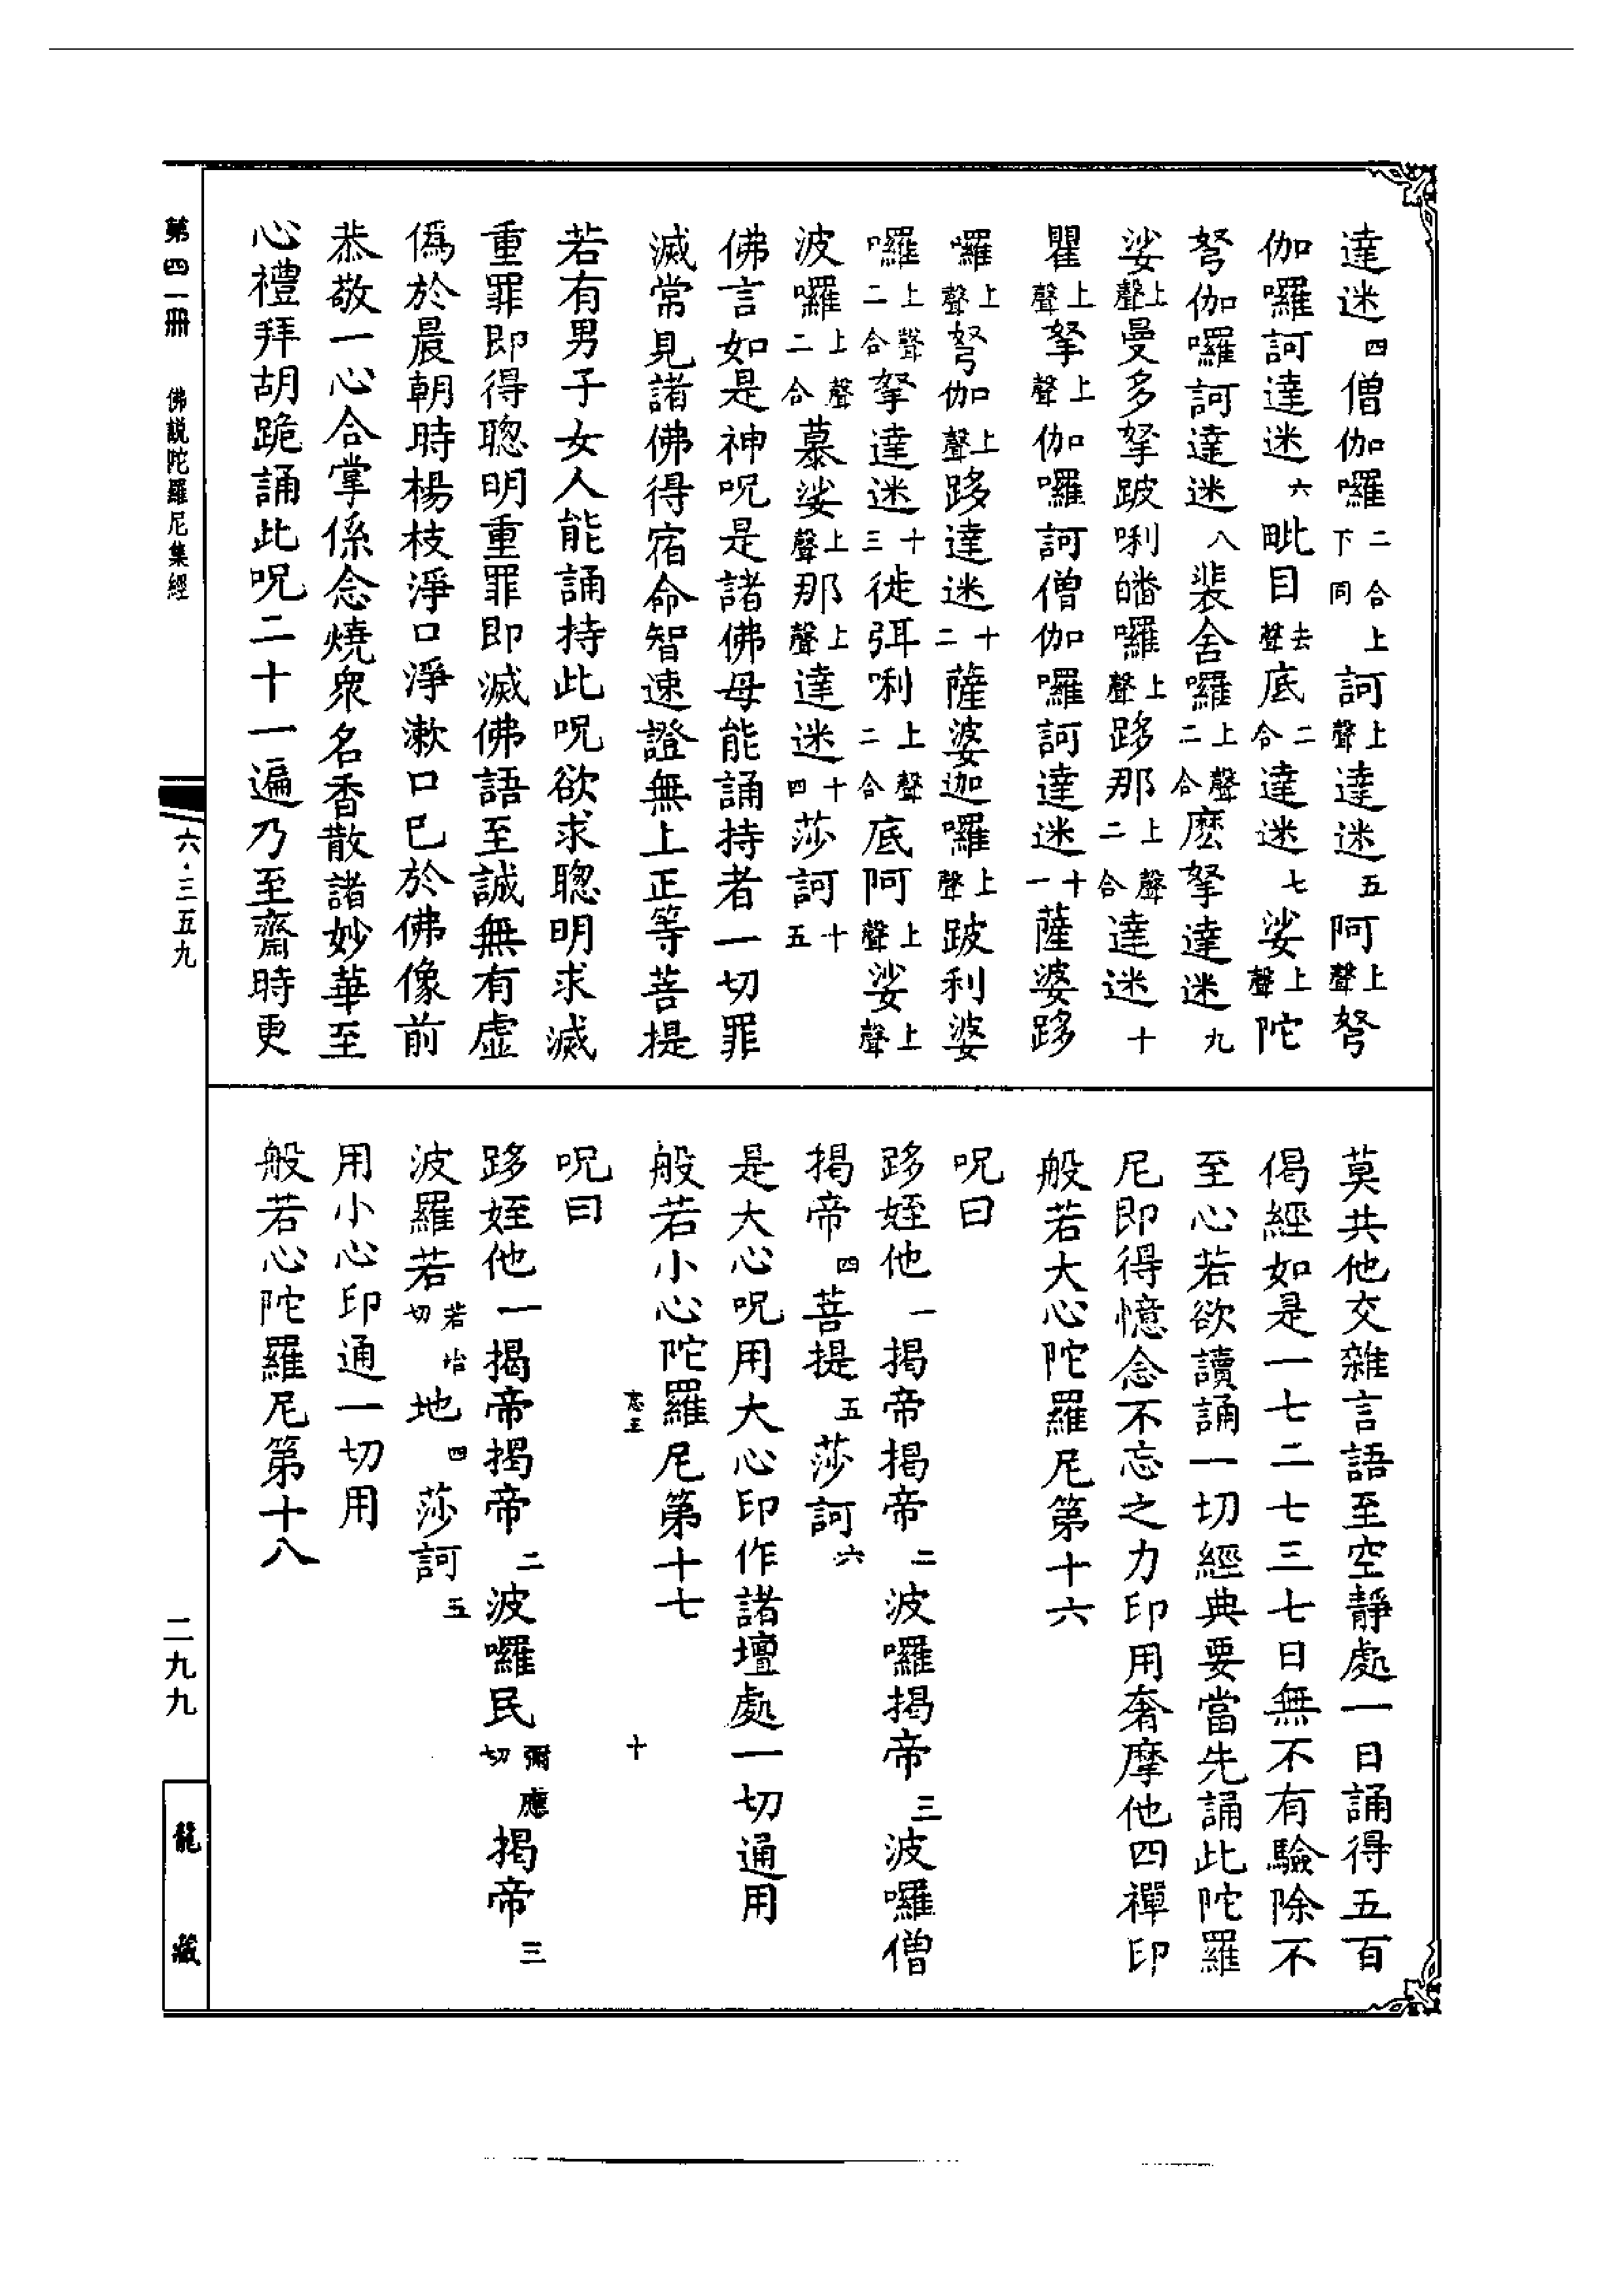 達迷四僧伽囉二合上下同訶上聲達迷五阿上聲弩
伽囉訶達迷六毗目去聲底二合達迷七娑上聲陀
弩伽囉訶達迷八裴舍囉上聲二合麼拏達迷九
娑上聲曼多拏跛唎皤囉上聲跢那上聲二合達迷十
瞿上聲拏上聲伽囉訶僧伽囉訶達迷十一薩婆跢
囉上聲弩伽上聲跢達迷十二薩婆迦囉上聲跛利婆
囉上聲二合拏達迷十三徙弭唎上聲二合底阿上聲娑上聲
波囉上聲二合慕娑上聲那上聲達迷十四莎訶十五
佛言如是神呪是諸佛母能誦持者一切罪
滅常見諸佛得宿命智速證無上正等菩提
若有男子女人能誦持此呪欲求聰明求滅
重罪即得聰明重罪即滅佛語至誠無有虛
僞於晨朝時楊枝淨口淨漱口已於佛像前
恭敬一心合掌係念燒衆名香散諸妙華至
心禮拜胡跪誦此呪二十一遍乃至齋時更
莫共他交雜言語至空靜處一日誦得五百
偈經如是一七二七三七日無不有驗除不
至心若欲讀誦一切經典要當先誦此陀羅
尼即得憶念不忘之力印用奢摩他四禪印
般若大心陀羅尼第十六
呪曰
跢姪他一揭帝揭帝二波囉揭帝三波囉僧
揭帝四菩提五莎訶六
是大心呪用大心印作諸壇處一切通用
般若小心陀羅尼第十七
十
呪曰
跢姪他一揭帝揭帝二波囉民彌應切揭帝三
波羅若若冶切地四莎訶五
用小心印通一切用
般若心陀羅尼第十八
第四一冊 佛說陀羅尼集經
六·三五九
二九九
龍藏